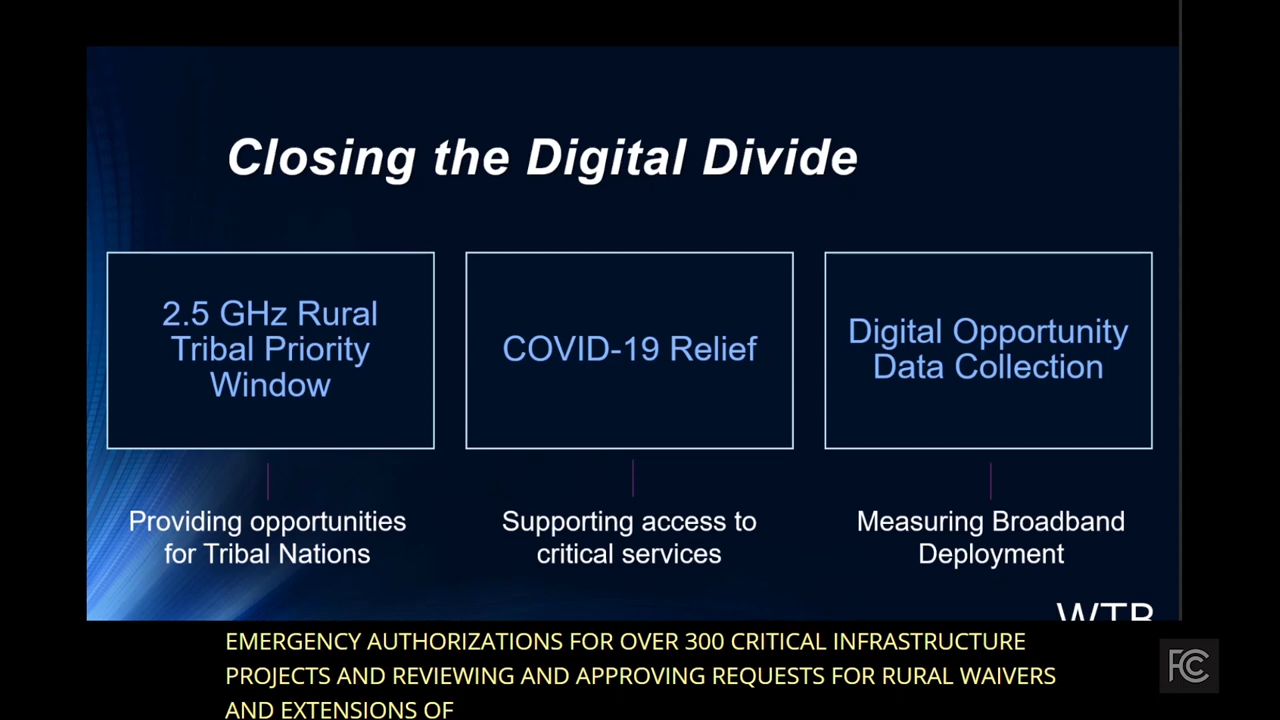 Closing the Digital Divide
2.5 GHz Rural
Tribal Priority
Window
COVID-19 Relief
Digital Opportunity
Data Collection
Providing opportunities
for Tribal Nations
Supporting access to
critical services
Measuring Broadband
Deployment
WTB
EMERGENCY AUTHORIZATIONS FOR OVER 300 CRITICAL INFRASTRUCTURE
PROJECTS AND REVIEWING AND APPROVING REQUESTS FOR RURAL WAIVERS
AND EXTENSIONS OF
FCC